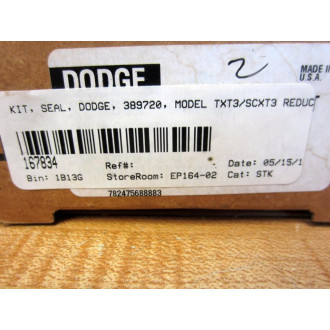 DODGE
2
MADE IN
U.S.A.
KIT, SEAL, DODGE, 389720, MODEL TXT3/SCXT3 REDUC
167834
Ref#:
Date: 05/15/1
Bin: 1B13G
StoreRoom: EP164-02
Cat: STK
782475688883